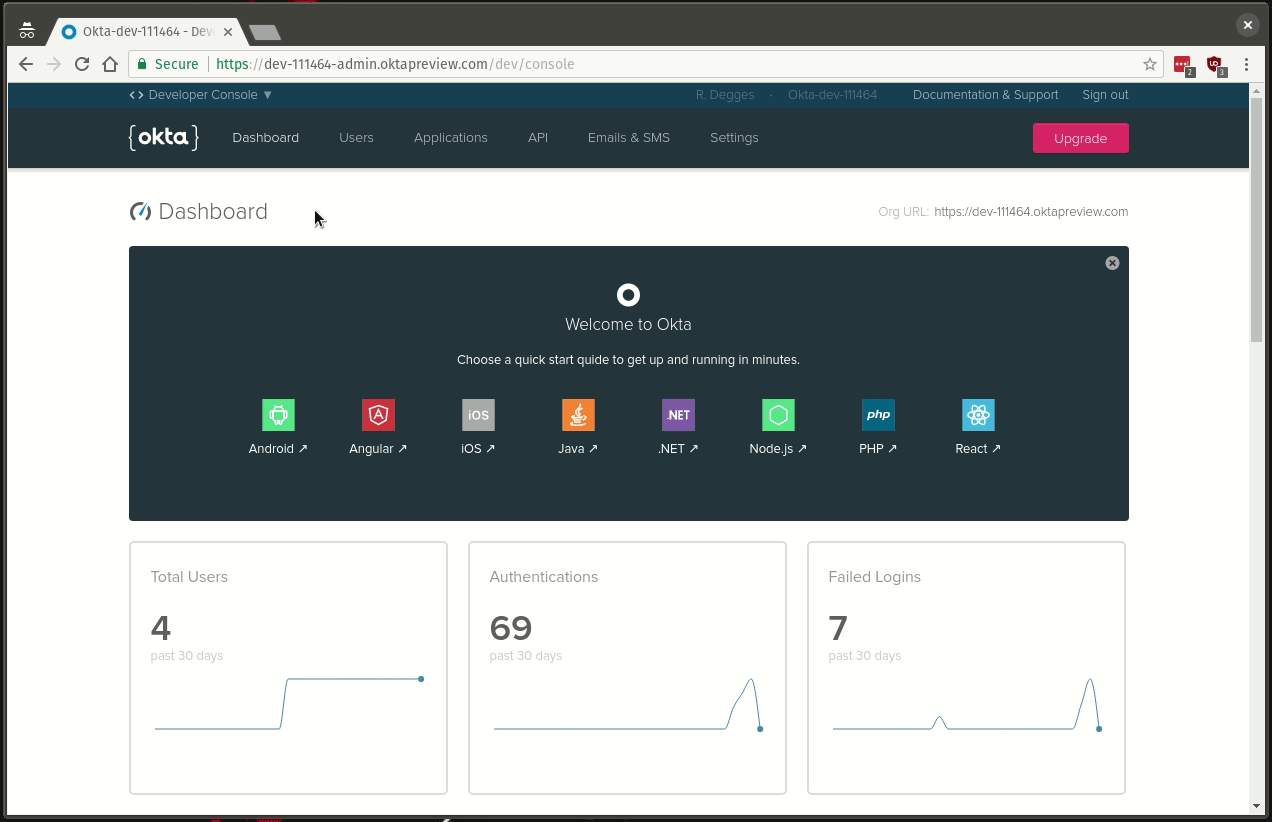 Okta-dev-111464 - Dev
Secure https://dev-111464-admin.oktapreview.com/dev/console
2
3
<> Developer Console ▼ R. Degges - Okta-dev-111464 Documentation & Support Sign out
{okta} Dashboard Users Applications API Emails & SMS Settings Upgrade
Dashboard Org URL: https://dev-111464.oktapreview.com
Welcome to Okta
Choose a quick start quide to get up and running in minutes.
iOS .NET php
Android ↗ Angular ↗ iOS ↗ Java ↗ .NET ↗ Node.js ↗ PHP ↗ React ↗
Total Users Authentications Failed Logins
4 69 7
past 30 days past 30 days past 30 days